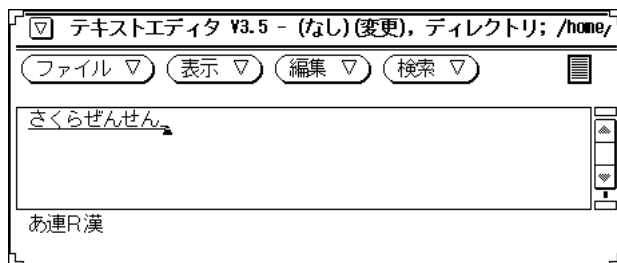 テキストエディタ V3.5 - (なし)(変更), ディレクトリ; /home/
ファイル ▽ 表示 ▽ 編集 ▽ 検索 ▽
さくらぜんせん
あ連R漢